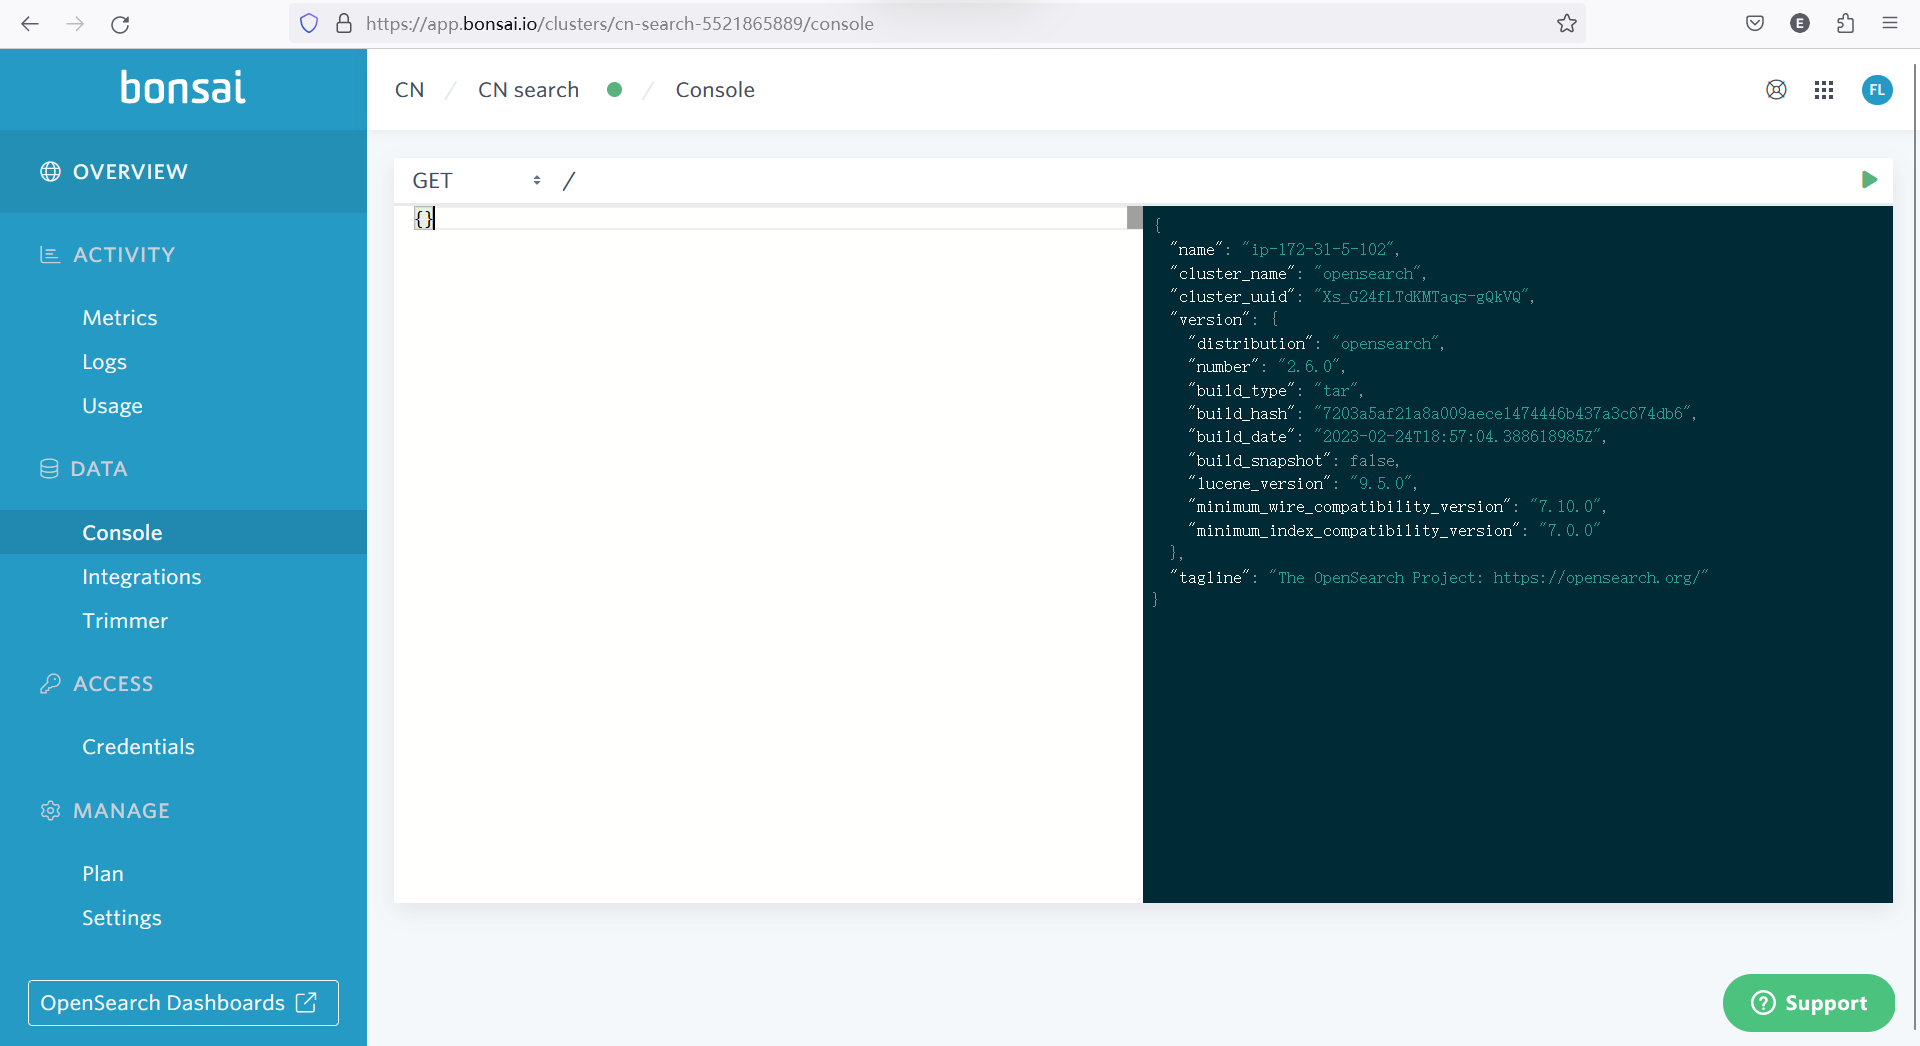 https://app.bonsai.io/clusters/cn-search-5521865889/console
E
bonsai
CN / CN search / Console
FL
OVERVIEW
ACTIVITY
Metrics
Logs
Usage
DATA
Console
Integrations
Trimmer
ACCESS
Credentials
MANAGE
Plan
Settings
OpenSearch Dashboards
GET /
{}
{
"name": "ip-172-31-5-102",
"cluster_name": "opensearch",
"cluster_uuid": "Xs_G24fLTdKMTaqs-gQkVQ",
"version": {
"distribution": "opensearch",
"number": "2.6.0",
"build_type": "tar",
"build_hash": "7203a5af21a8a009aece1474446b437a3c674db6",
"build_date": "2023-02-24T18:57:04.388618985Z",
"build_snapshot": false,
"lucene_version": "9.5.0",
"minimum_wire_compatibility_version": "7.10.0",
"minimum_index_compatibility_version": "7.0.0"
},
"tagline": "The OpenSearch Project: https://opensearch.org/"
}
Support